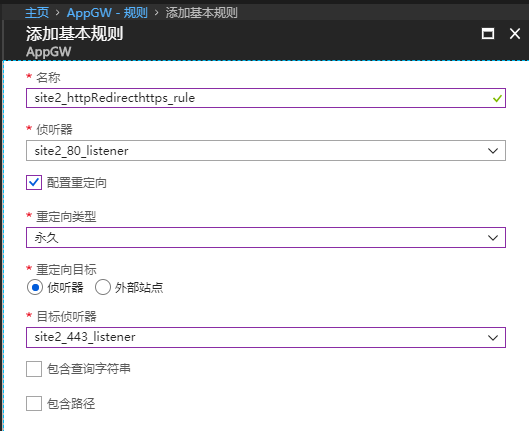 主页 > AppGW - 规则 > 添加基本规则
添加基本规则
AppGW
* 名称
site2_httpRedirecthttps_rule
* 侦听器
site2_80_listener
配置重定向
* 重定向类型
永久
* 重定向目标
侦听器 外部站点
* 目标侦听器
site2_443_listener
包含查询字符串
包含路径